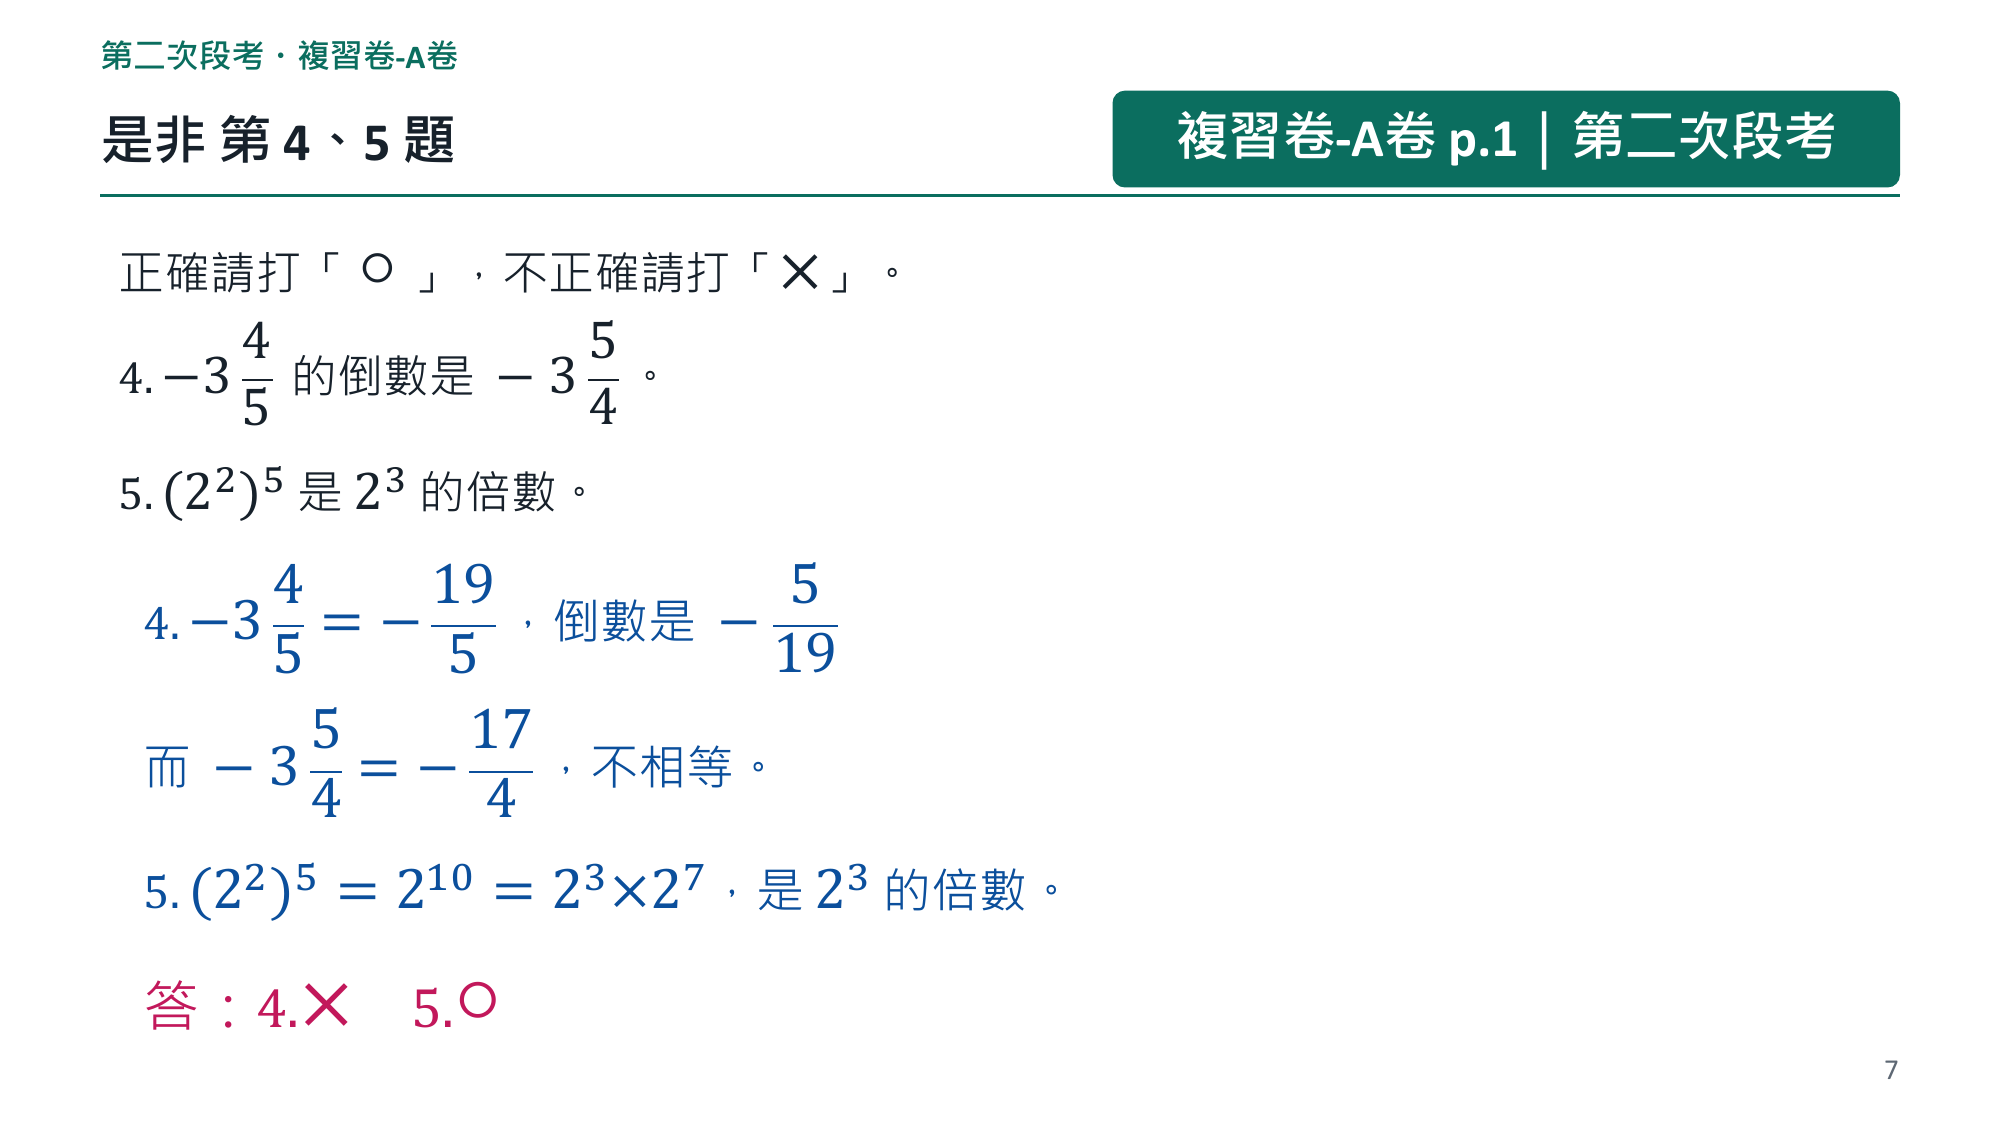 第二次段考・複習卷-A卷
是非 第 4、5 題
複習卷-A卷 p.1｜第二次段考
正確請打「○」，不正確請打「×」。
4. −3 4/5 的倒數是 −3 5/4。
5. (2²)⁵ 是 2³ 的倍數。
4. −3 4/5 = −19/5，倒數是 −5/19
而 −3 5/4 = −17/4，不相等。
5. (2²)⁵ = 2¹⁰ = 2³×2⁷，是 2³ 的倍數。
答：4.× 5.○
7